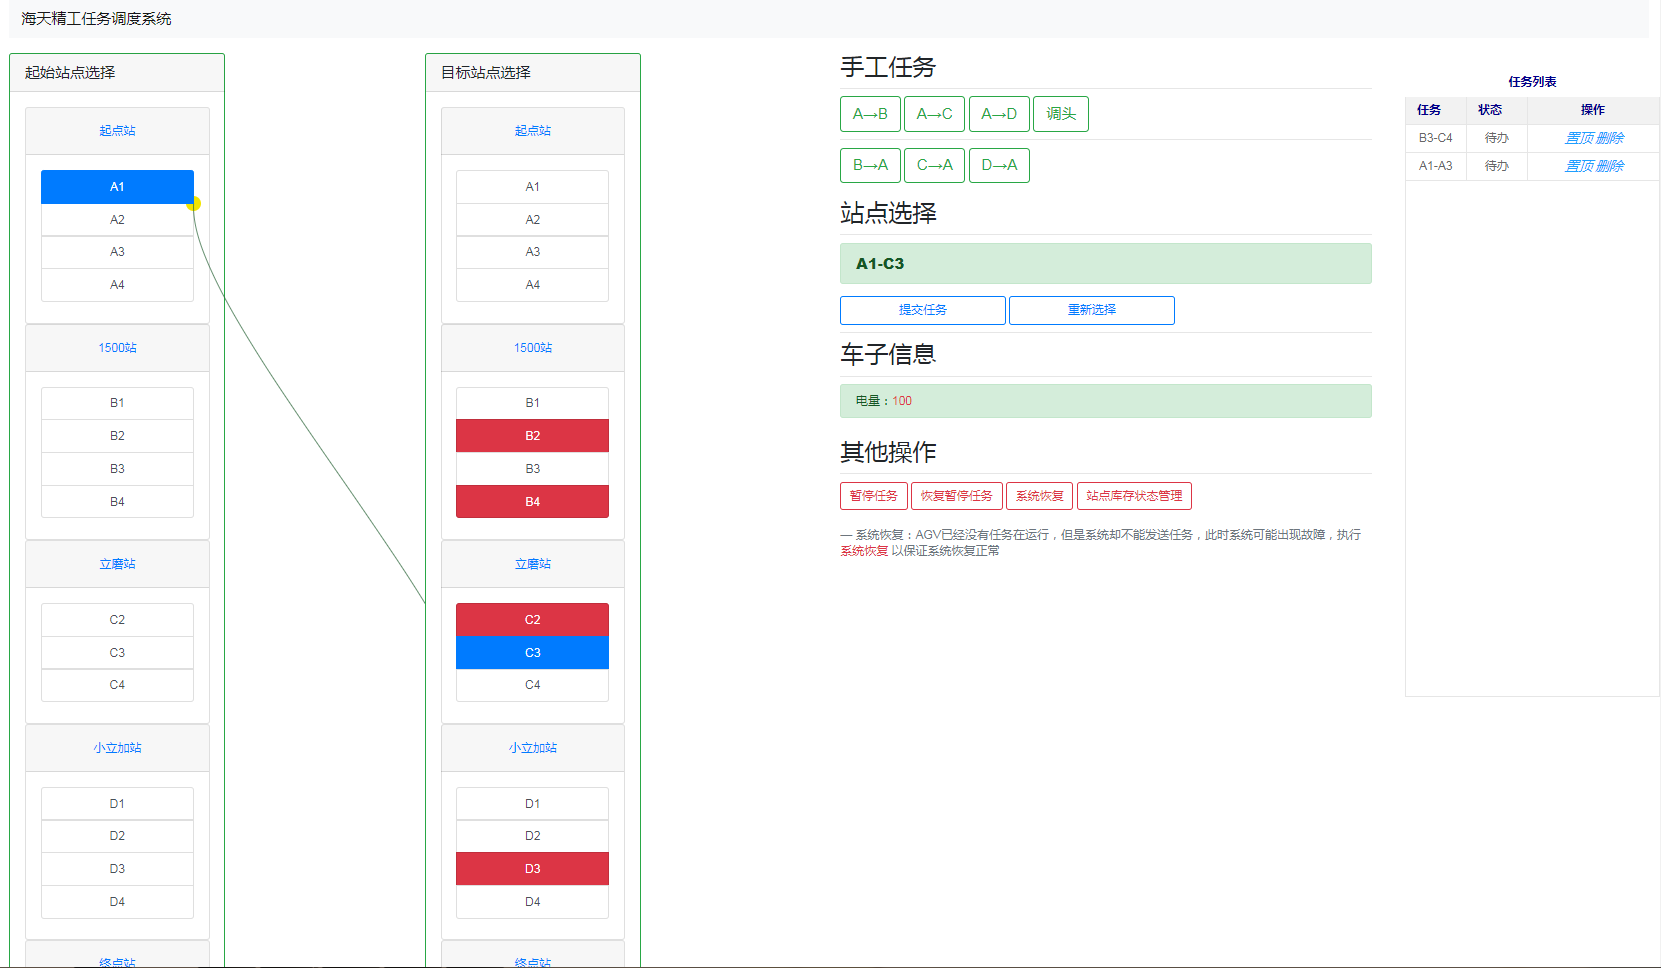 海天精工任务调度系统
起始站点选择
起点站
A1
A2
A3
A4
1500站
B1
B2
B3
B4
立磨站
C2
C3
C4
小立加站
D1
D2
D3
D4
终点站
目标站点选择
起点站
A1
A2
A3
A4
1500站
B1
B2
B3
B4
立磨站
C2
C3
C4
小立加站
D1
D2
D3
D4
终点站
手工任务
A→B A→C A→D 调头
B→A C→A D→A
站点选择
A1-C3
提交任务 重新选择
车子信息
电量：100
其他操作
暂停任务 恢复暂停任务 系统恢复 站点库存状态管理
— 系统恢复：AGV已经没有任务在运行，但是系统却不能发送任务，此时系统可能出现故障，执行
系统恢复 以保证系统恢复正常
任务列表
任务 状态 操作
B3-C4 待办 置顶 删除
A1-A3 待办 置顶 删除